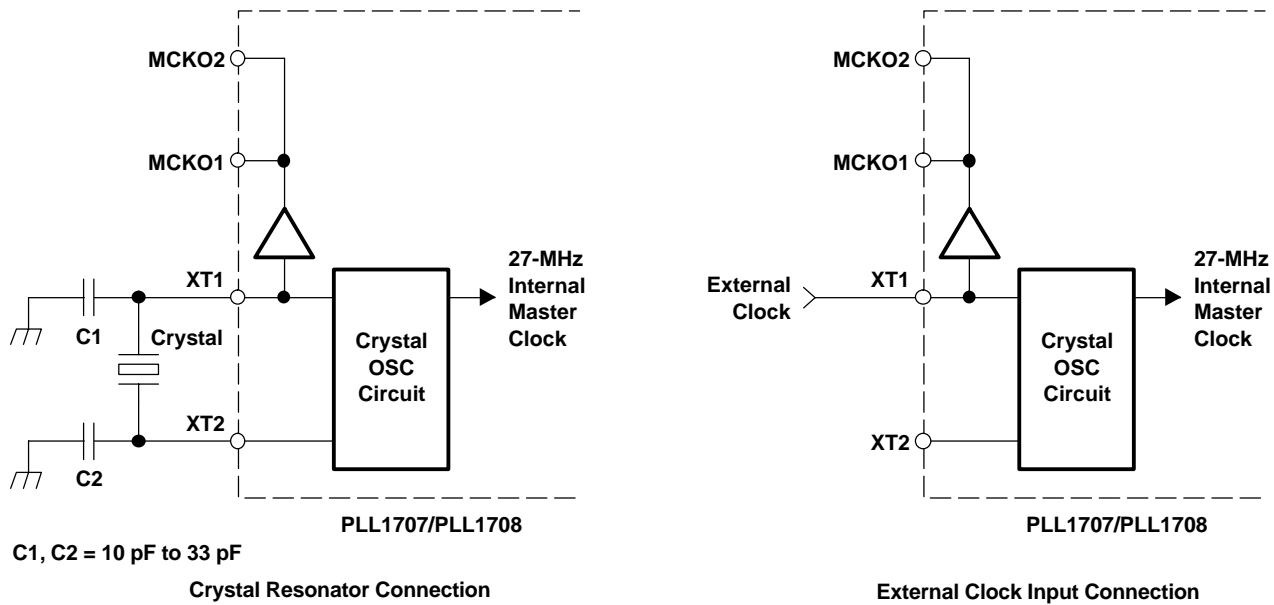 MCKO2
MCKO1
XT1
C1
Crystal
XT2
C2
Crystal
OSC
Circuit
27-MHz
Internal
Master
Clock
PLL1707/PLL1708
C1, C2 = 10 pF to 33 pF
Crystal Resonator Connection
MCKO2
MCKO1
External
Clock
XT1
XT2
Crystal
OSC
Circuit
27-MHz
Internal
Master
Clock
PLL1707/PLL1708
External Clock Input Connection